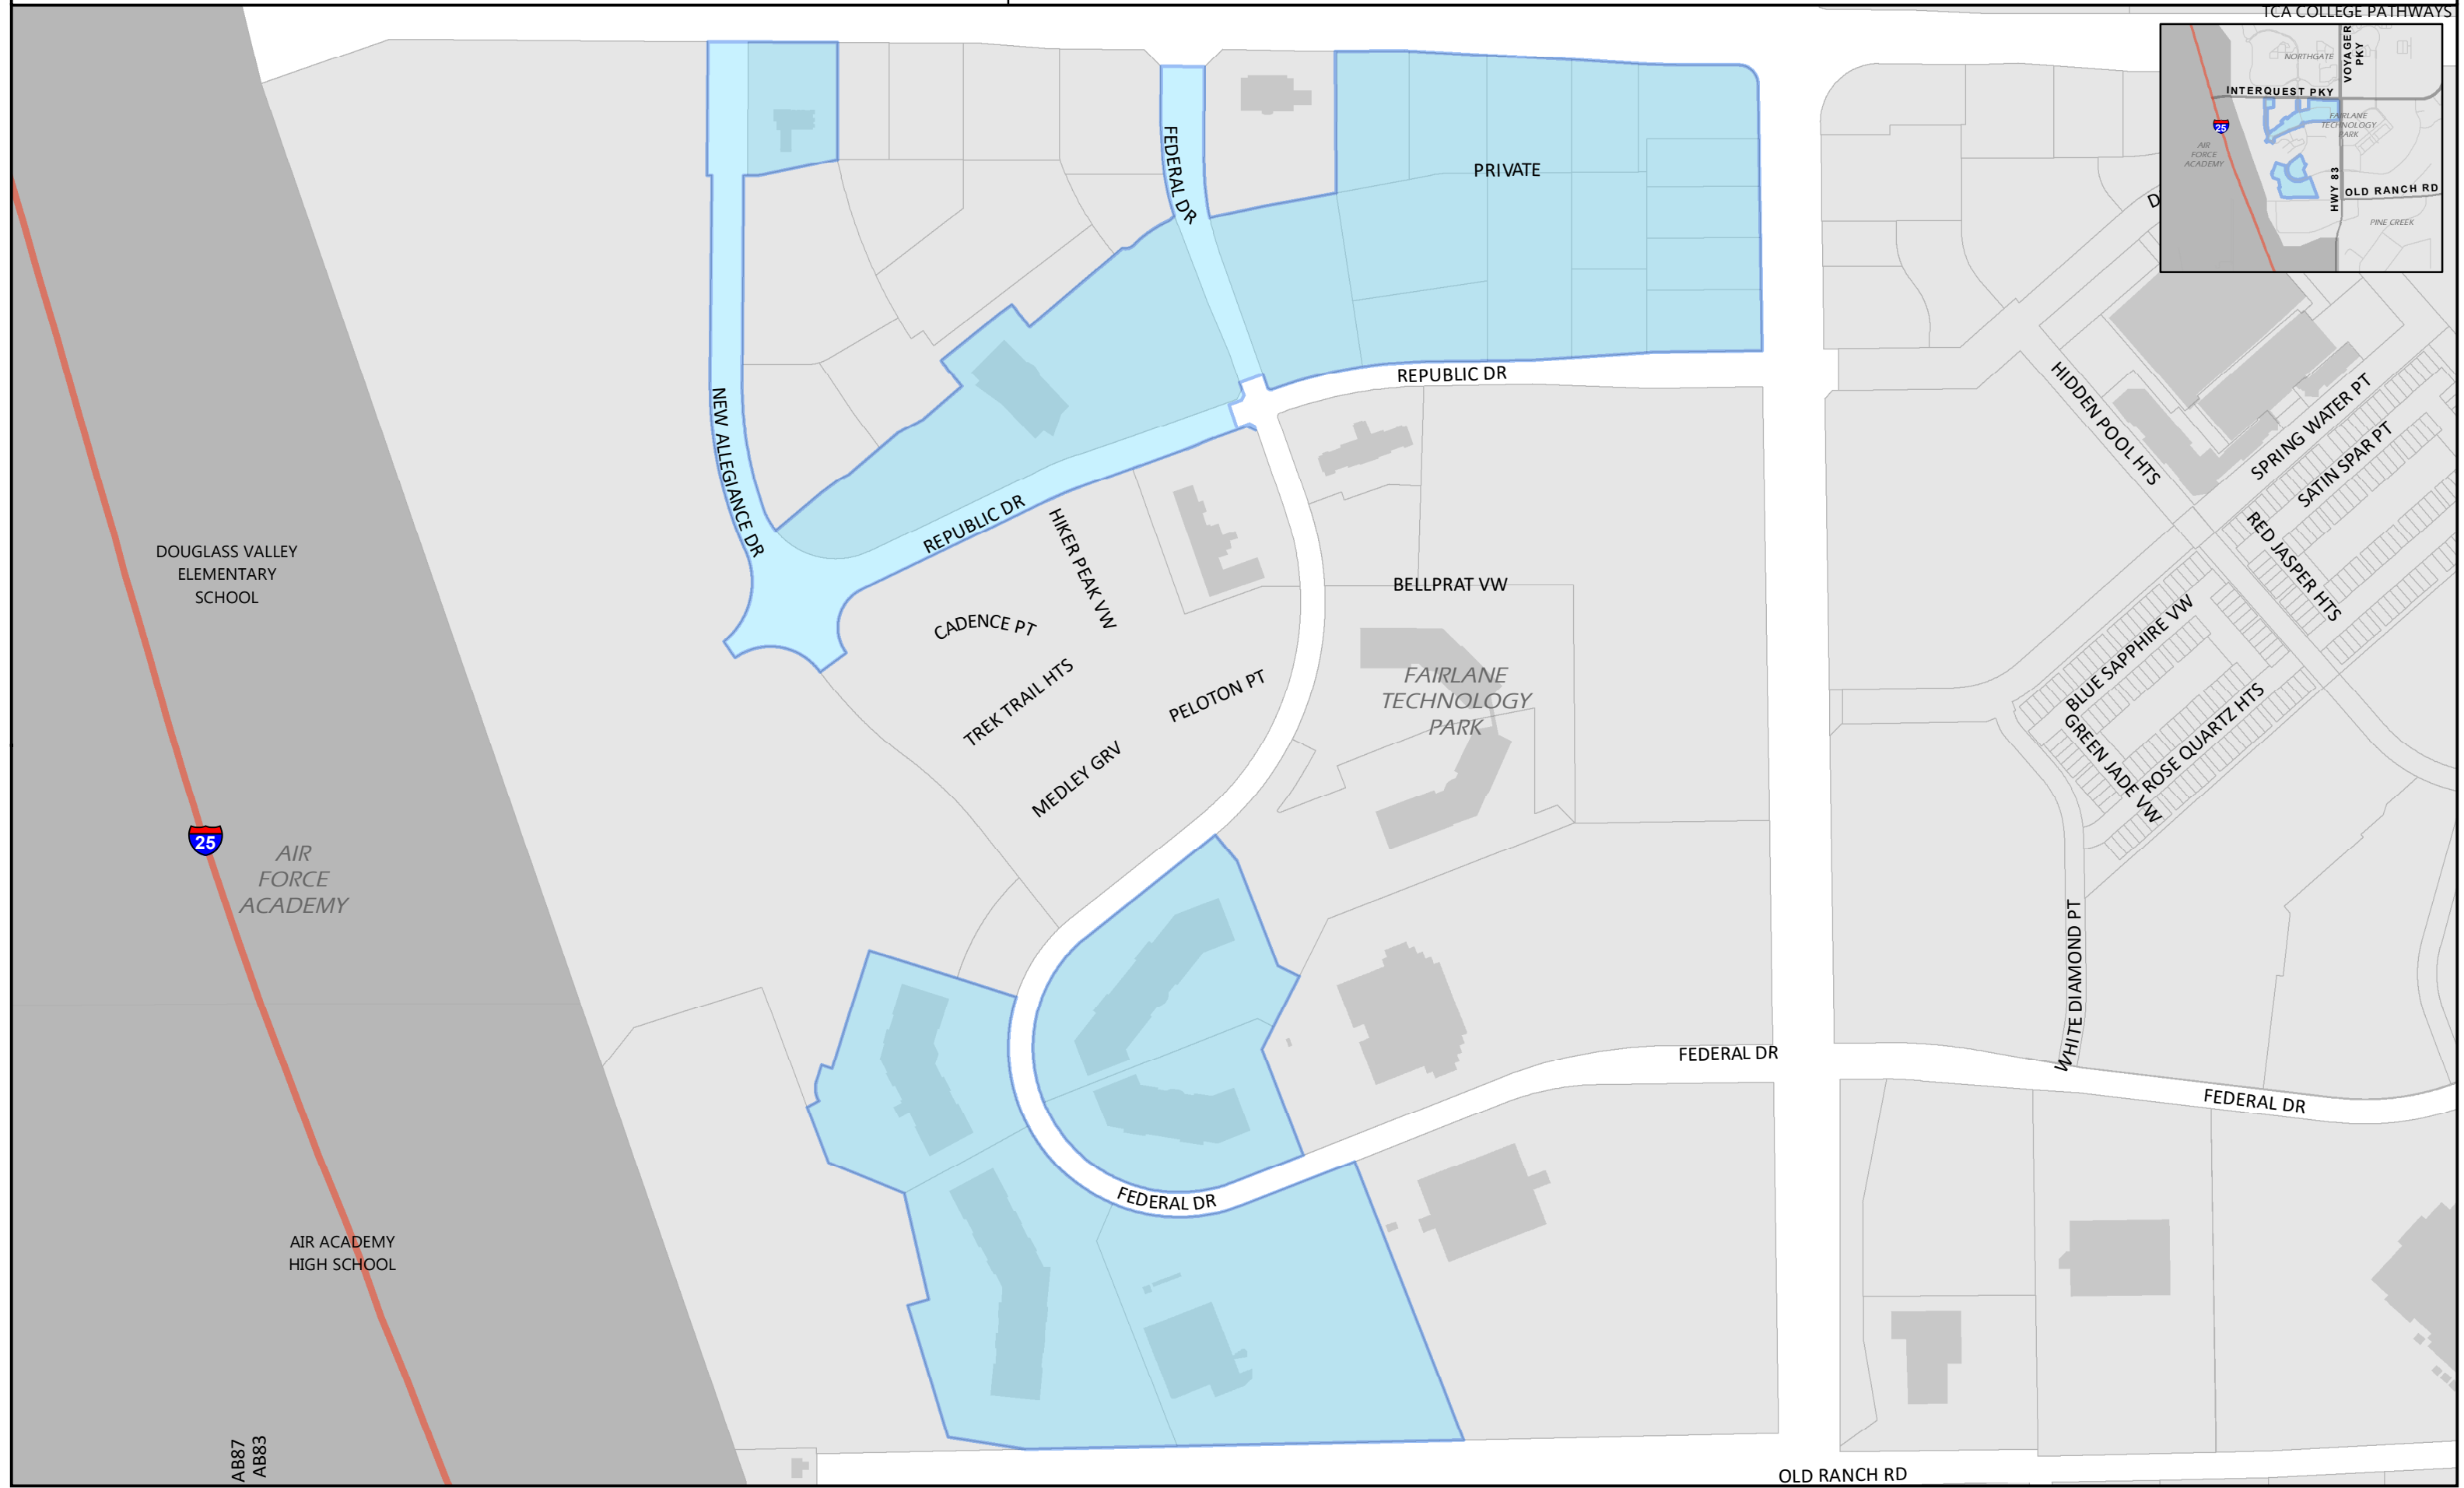 TCA COLLEGE PATHWAYS
NORTHGATE
VOYAGER
PKY
INTERQUEST PKY
FAIRLANE
TECHNOLOGY
PARK
25
AIR
FORCE
ACADEMY
HWY 83
OLD RANCH RD
PINE CREEK
FEDERAL DR
PRIVATE
D
REPUBLIC DR
NEW ALLEGIANCE DR
HIDDEN POOL HTS
SPRING WATER PT
SATIN SPAR PT
REPUBLIC DR
HIKER PEAK VW
RED JASPER HTS
DOUGLASS VALLEY
ELEMENTARY
SCHOOL
BELLPRAT VW
CADENCE PT
BLUE SAPPHIRE VW
TREK TRAIL HTS
PELOTON PT
FAIRLANE
TECHNOLOGY
PARK
GREEN JADE VW
ROSE QUARTZ HTS
MEDLEY GRV
25
AIR
FORCE
ACADEMY
WHITE DIAMOND PT
FEDERAL DR
FEDERAL DR
FEDERAL DR
AIR ACADEMY
HIGH SCHOOL
AB87
AB83
OLD RANCH RD